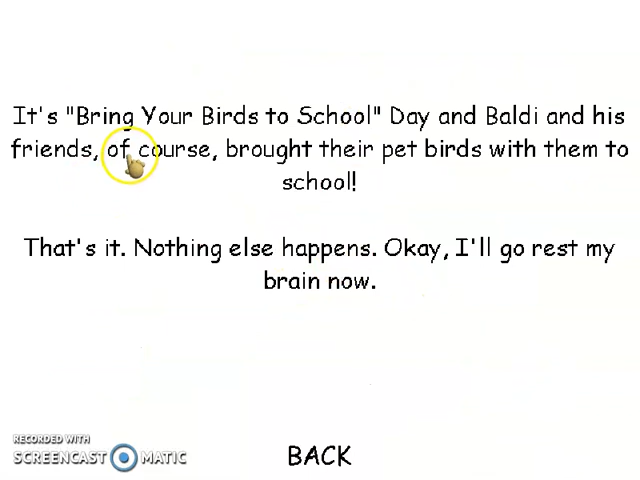 It's "Bring Your Birds to School" Day and Baldi and his
friends, of course, brought their pet birds with them to
school!
That's it. Nothing else happens. Okay, I'll go rest my
brain now.
RECORDED WITH
SCREENCAST MATIC
BACK